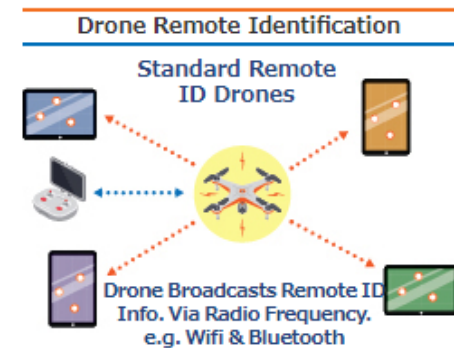 Drone Remote Identification
Standard Remote
ID Drones
Drone Broadcasts Remote ID
Info. Via Radio Frequency.
e.g. Wifi & Bluetooth